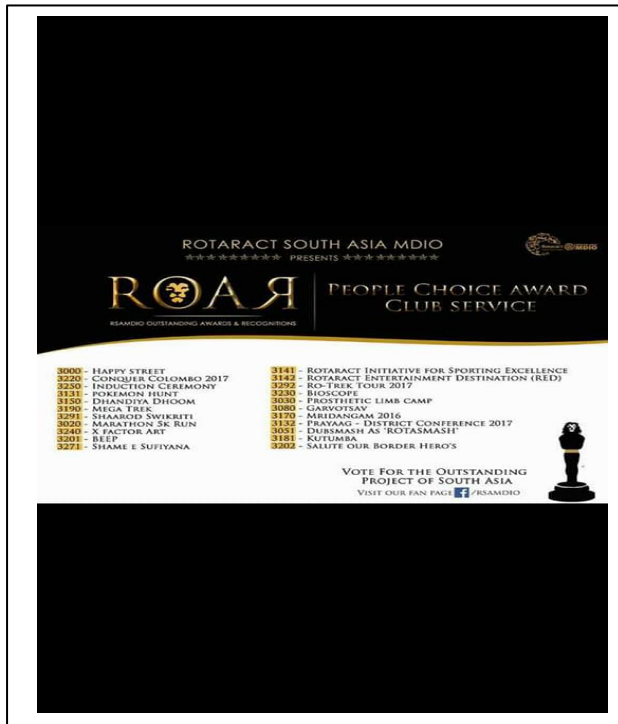 ROTARACT SOUTH ASIA MDIO
PRESENTS
ROAR
RSAMDIO OUTSTANDING AWARDS & RECOGNITIONS
PEOPLE CHOICE AWARD
CLUB SERVICE
3000 - HAPPY STREET
3220 - CONQUER COLOMBO 2017
3250 - INDUCTION CEREMONY
3131 - POKEMON HUNT
3150 - DHANDIYA DHOOM
3190 - MEGA TREK
3291 - SHAAROD SWIKRITI
3020 - MARATHON 5K RUN
3240 - X FACTOR ART
3201 - BEEP
3271 - SHAME E SUFIYANA
3141 - ROTARACT INITIATIVE FOR SPORTING EXCELLENCE
3142 - ROTARACT ENTERTAINMENT DESTINATION (RED)
3292 - RO-TREK TOUR 2017
3230 - BIOSCOPE
3030 - PROSTHETIC LIMB CAMP
3080 - GARVOTSAV
3170 - MRIDANGAM 2016
3132 - PRAYAAG - DISTRICT CONFERENCE 2017
3051 - DUBSMASH AS 'ROTASMASH'
3181 - KUTUMBA
3202 - SALUTE OUR BORDER HERO'S
VOTE FOR THE OUTSTANDING
PROJECT OF SOUTH ASIA
VISIT OUR FAN PAGE f /RSAMDIO